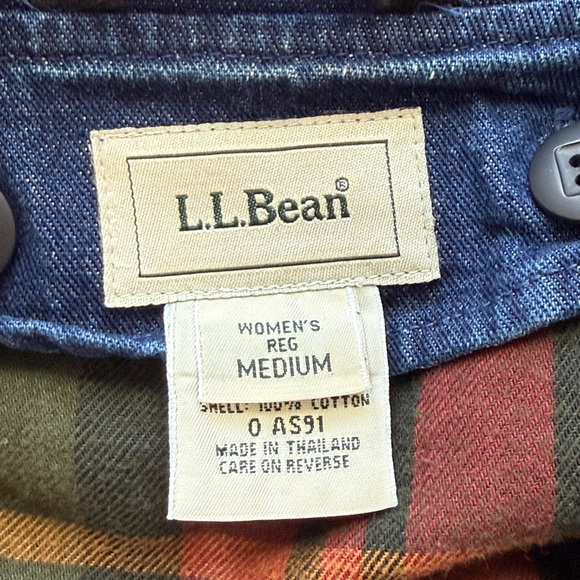 L.L.Bean®
WOMEN'S
REG
MEDIUM
SHELL: 100% COTTON
0 AS91
MADE IN THAILAND
CARE ON REVERSE